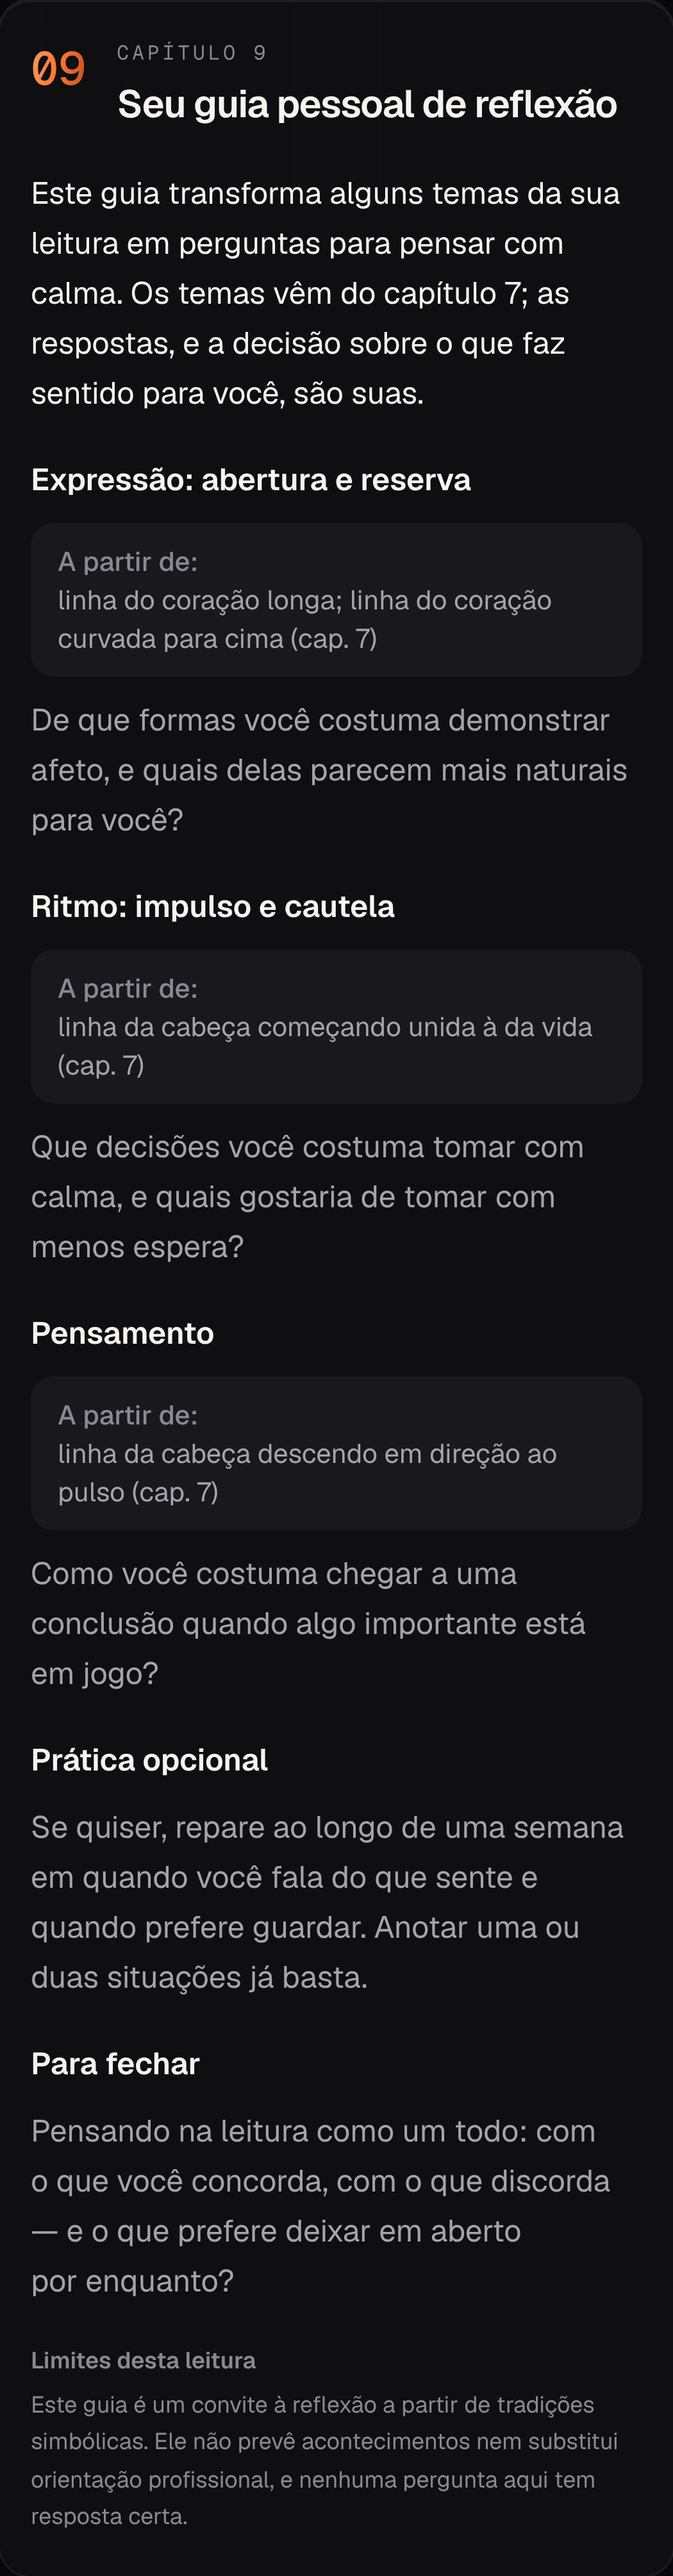 09
CAPÍTULO 9
Seu guia pessoal de reflexão
Este guia transforma alguns temas da sua
leitura em perguntas para pensar com
calma. Os temas vêm do capítulo 7; as
respostas, e a decisão sobre o que faz
sentido para você, são suas.
Expressão: abertura e reserva
A partir de:
linha do coração longa; linha do coração
curvada para cima (cap. 7)
De que formas você costuma demonstrar
afeto, e quais delas parecem mais naturais
para você?
Ritmo: impulso e cautela
A partir de:
linha da cabeça começando unida à da vida
(cap. 7)
Que decisões você costuma tomar com
calma, e quais gostaria de tomar com
menos espera?
Pensamento
A partir de:
linha da cabeça descendo em direção ao
pulso (cap. 7)
Como você costuma chegar a uma
conclusão quando algo importante está
em jogo?
Prática opcional
Se quiser, repare ao longo de uma semana
em quando você fala do que sente e
quando prefere guardar. Anotar uma ou
duas situações já basta.
Para fechar
Pensando na leitura como um todo: com
o que você concorda, com o que discorda
— e o que prefere deixar em aberto
por enquanto?
Limites desta leitura
Este guia é um convite à reflexão a partir de tradições
simbólicas. Ele não prevê acontecimentos nem substitui
orientação profissional, e nenhuma pergunta aqui tem
resposta certa.